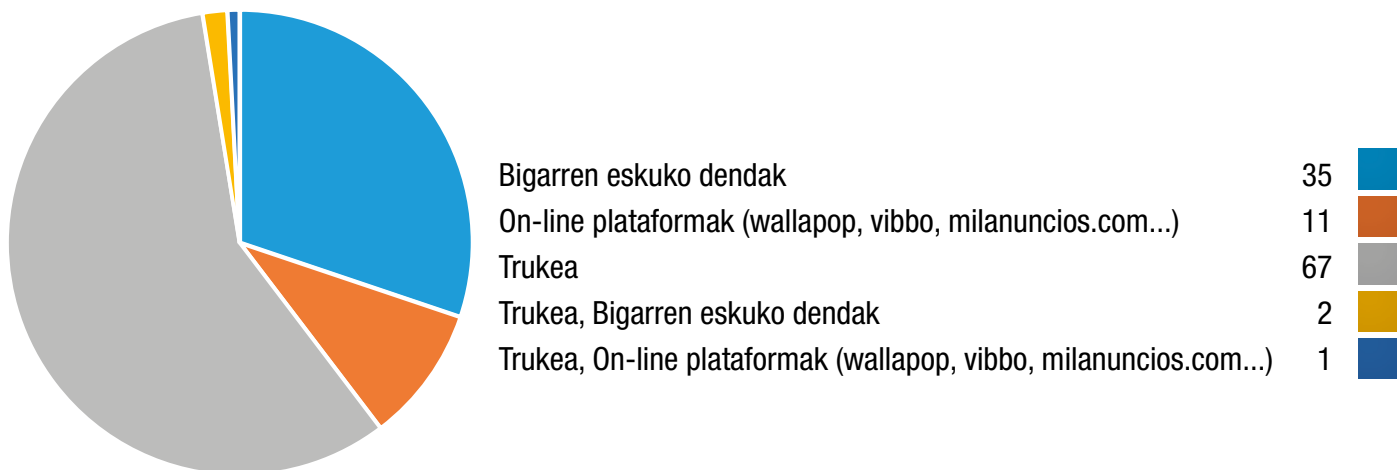 Bigarren eskuko dendak 35
On-line plataformak (wallapop, vibbo, milanuncios.com...) 11
Trukea 67
Trukea, Bigarren eskuko dendak 2
Trukea, On-line plataformak (wallapop, vibbo, milanuncios.com...) 1